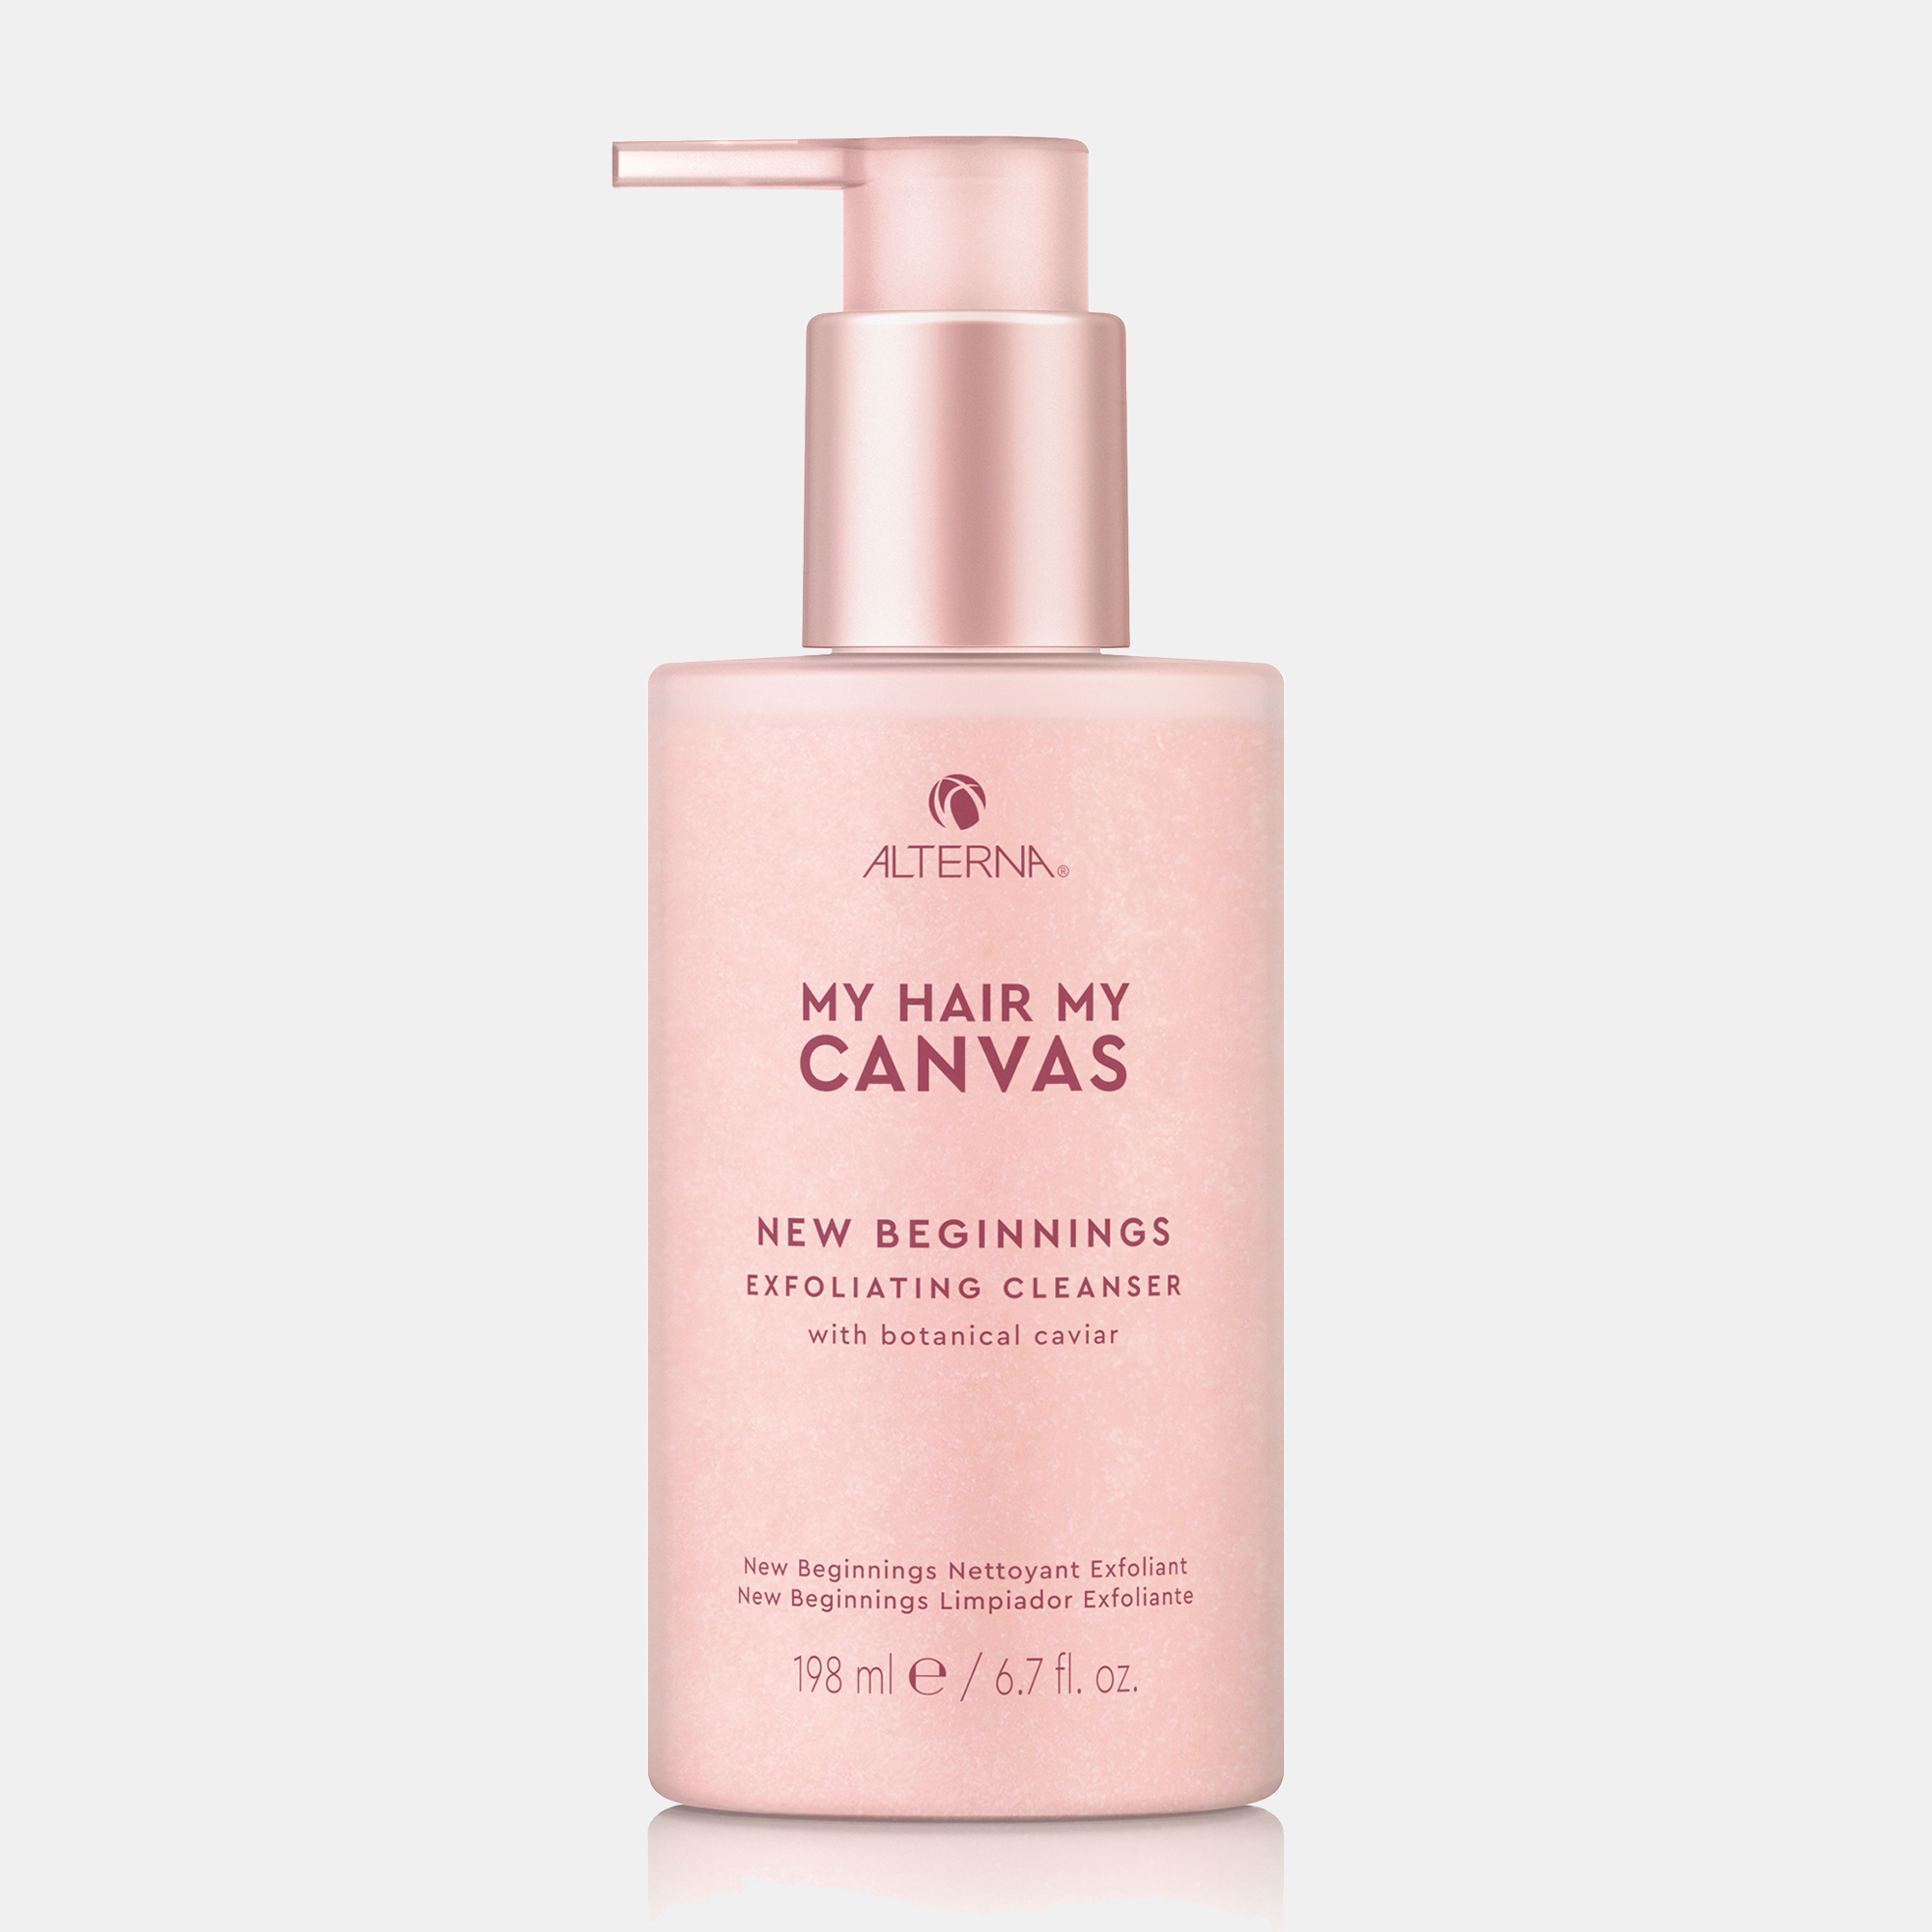 ALTERNA®
MY HAIR MY
CANVAS
NEW BEGINNINGS
EXFOLIATING CLEANSER
with botanical caviar
New Beginnings Nettoyant Exfoliant
New Beginnings Limpiador Exfoliante
198 ml ℮ / 6.7 fl. oz.